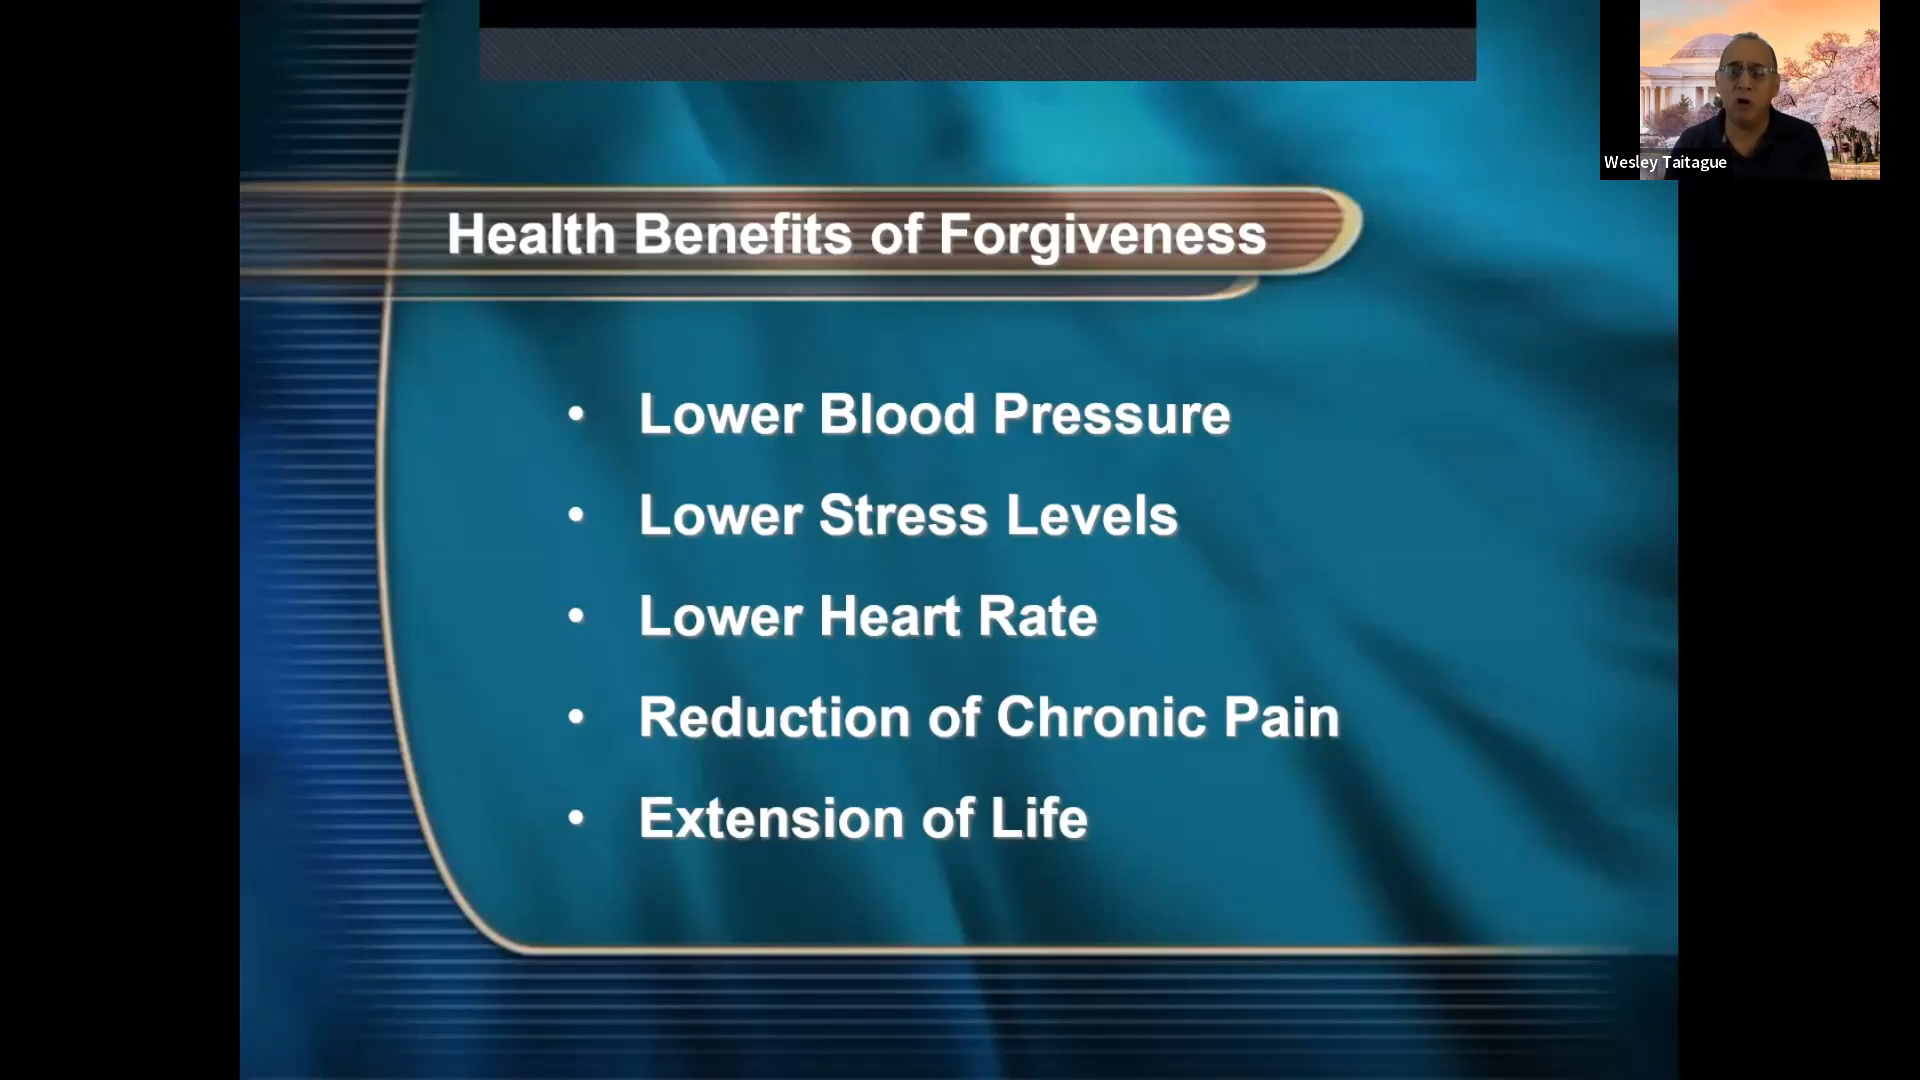 Wesley Taitague
Health Benefits of Forgiveness
• Lower Blood Pressure
• Lower Stress Levels
• Lower Heart Rate
• Reduction of Chronic Pain
• Extension of Life